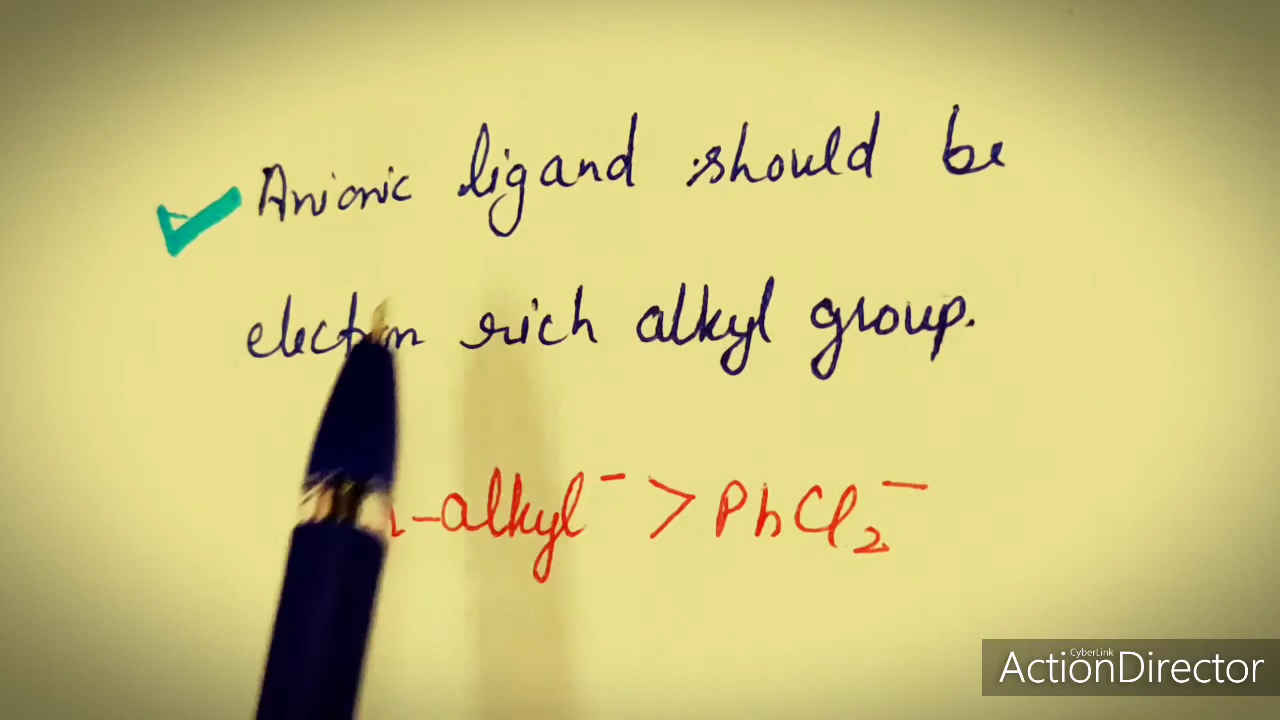 Anionic ligand should be
electron rich alkyl group.
-alkyl⁻ > PhCl₂⁻
CyberLink
ActionDirector